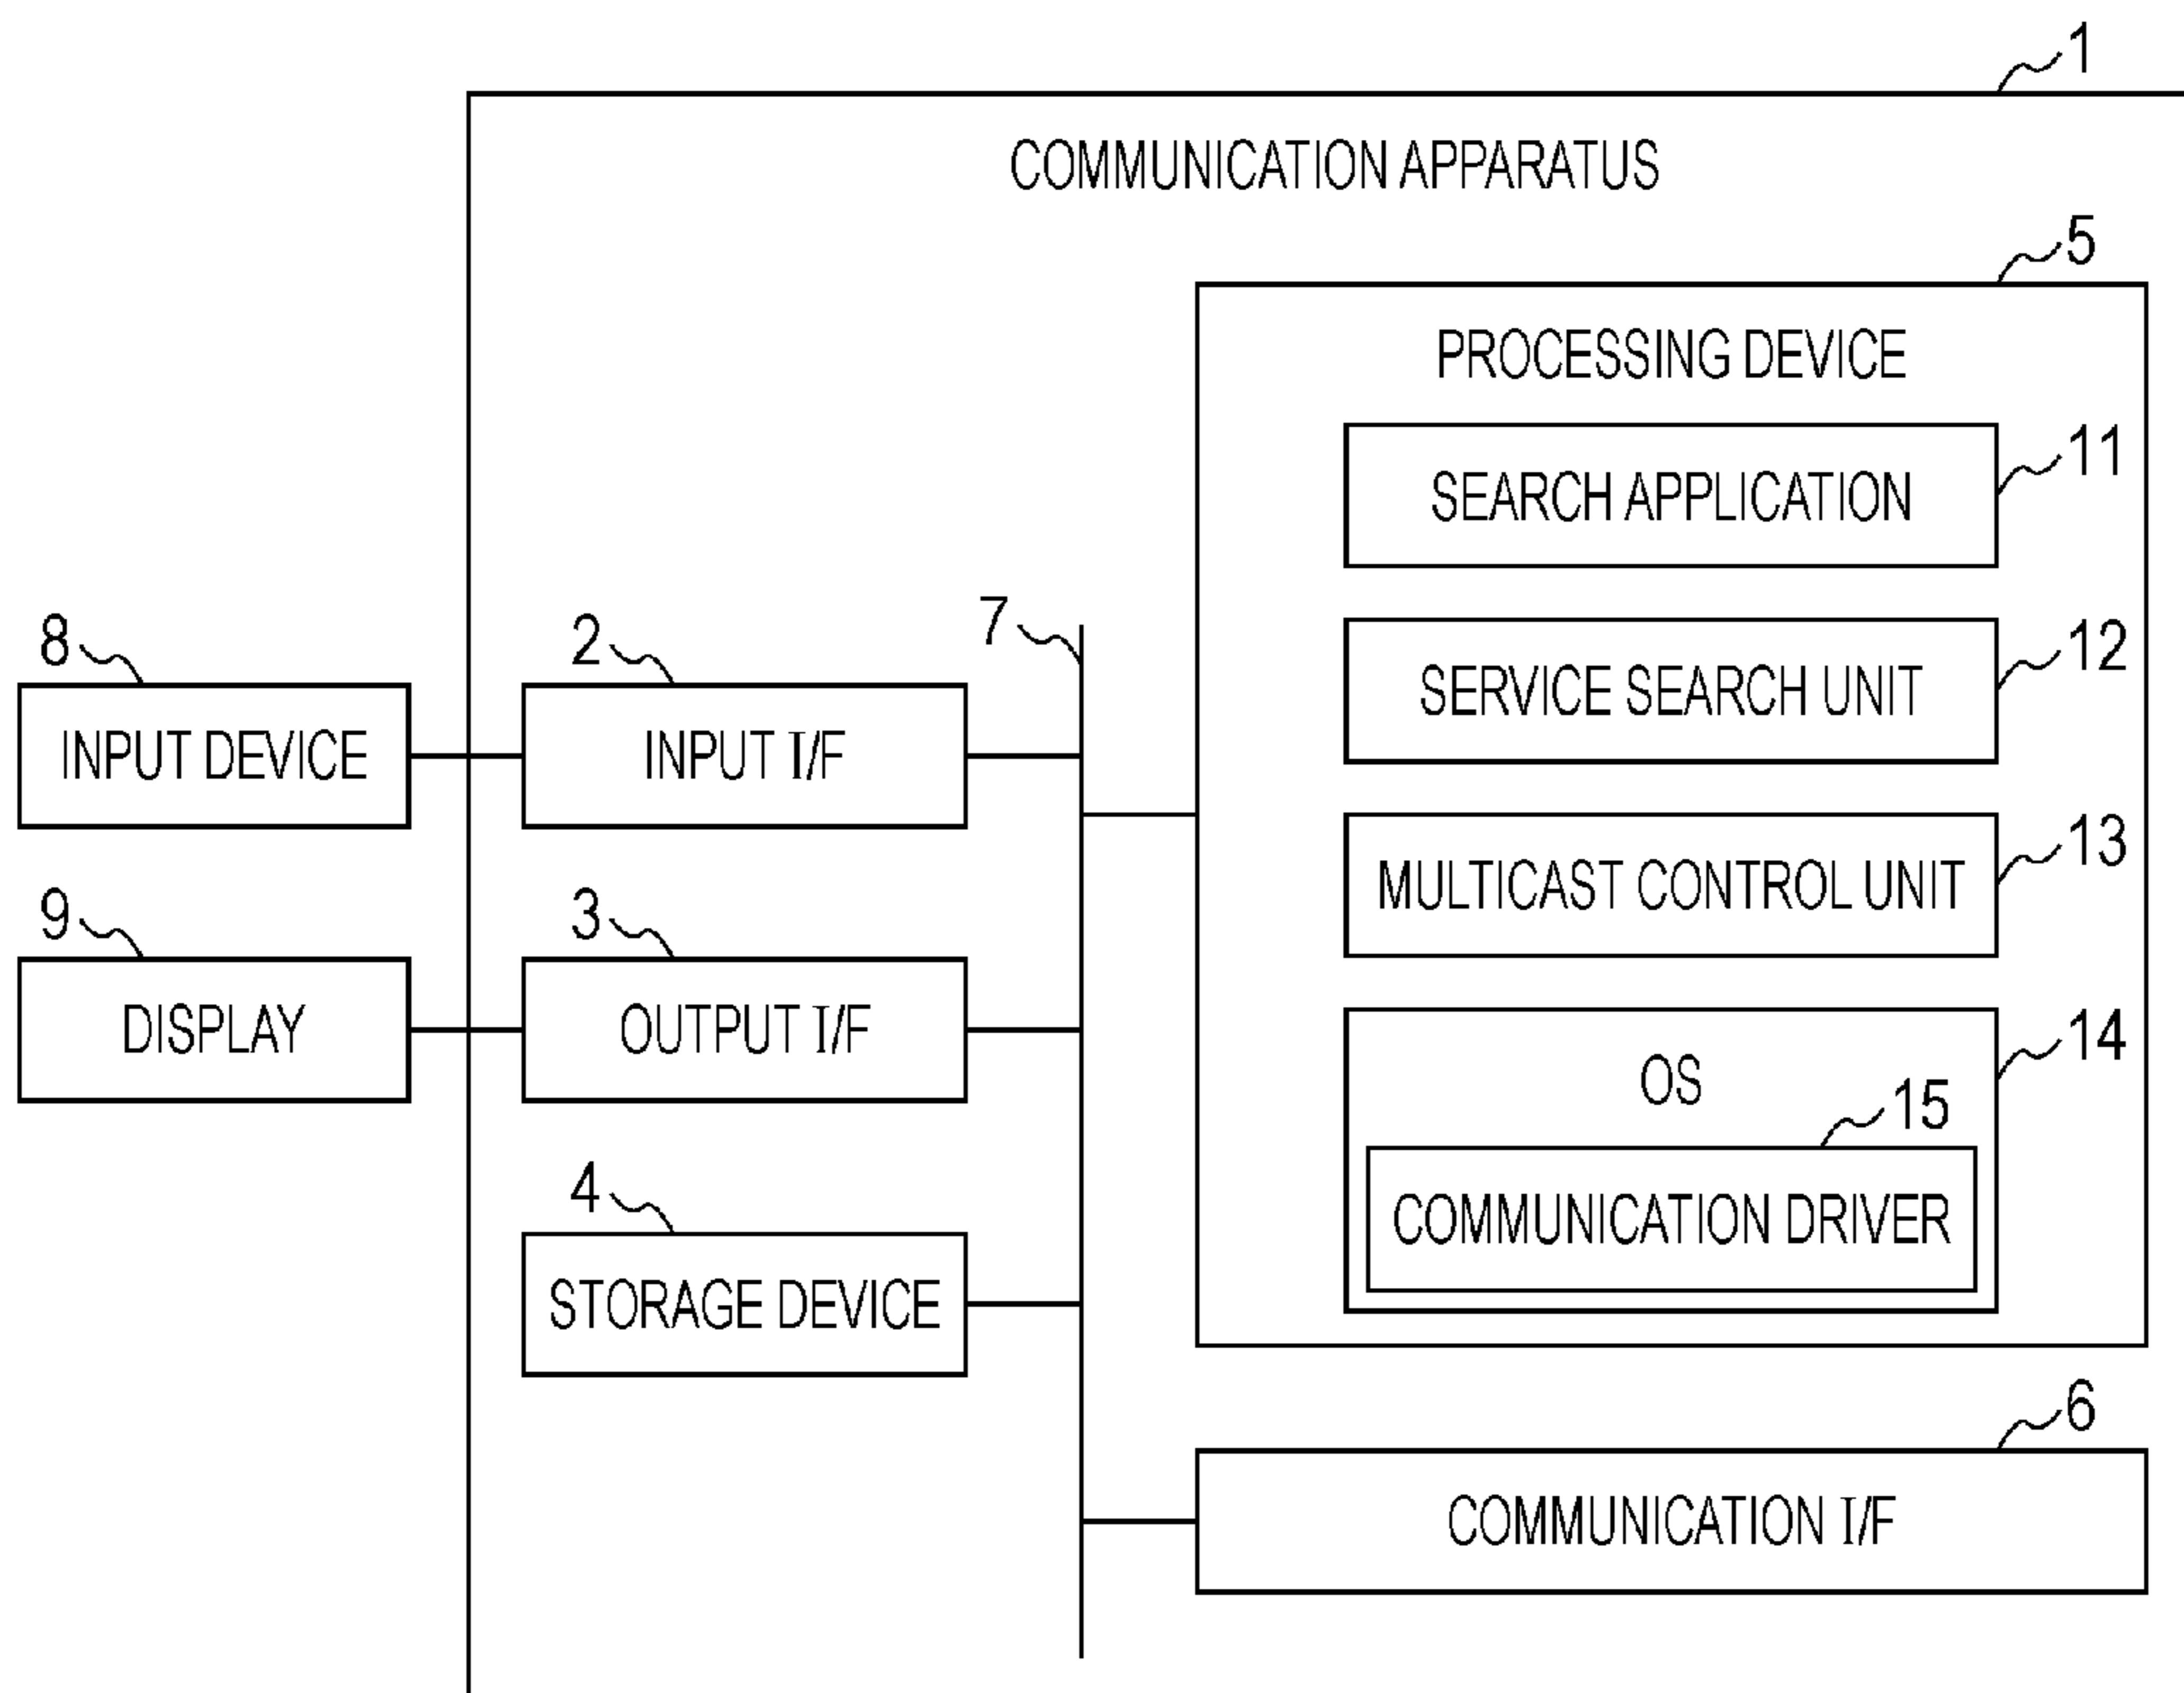 1
COMMUNICATION APPARATUS
5
PROCESSING DEVICE
11
SEARCH APPLICATION
12
SERVICE SEARCH UNIT
13
MULTICAST CONTROL UNIT
14
OS
15
COMMUNICATION DRIVER
8
INPUT DEVICE
2
INPUT I/F
7
9
DISPLAY
3
OUTPUT I/F
4
STORAGE DEVICE
6
COMMUNICATION I/F